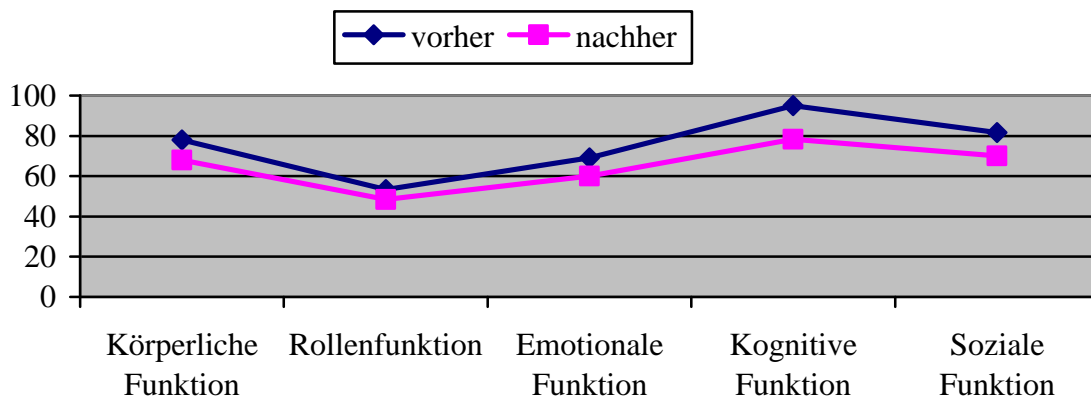 vorher nachher
100
80
60
40
20
0
Körperliche Funktion
Rollenfunktion
Emotionale Funktion
Kognitive Funktion
Soziale Funktion